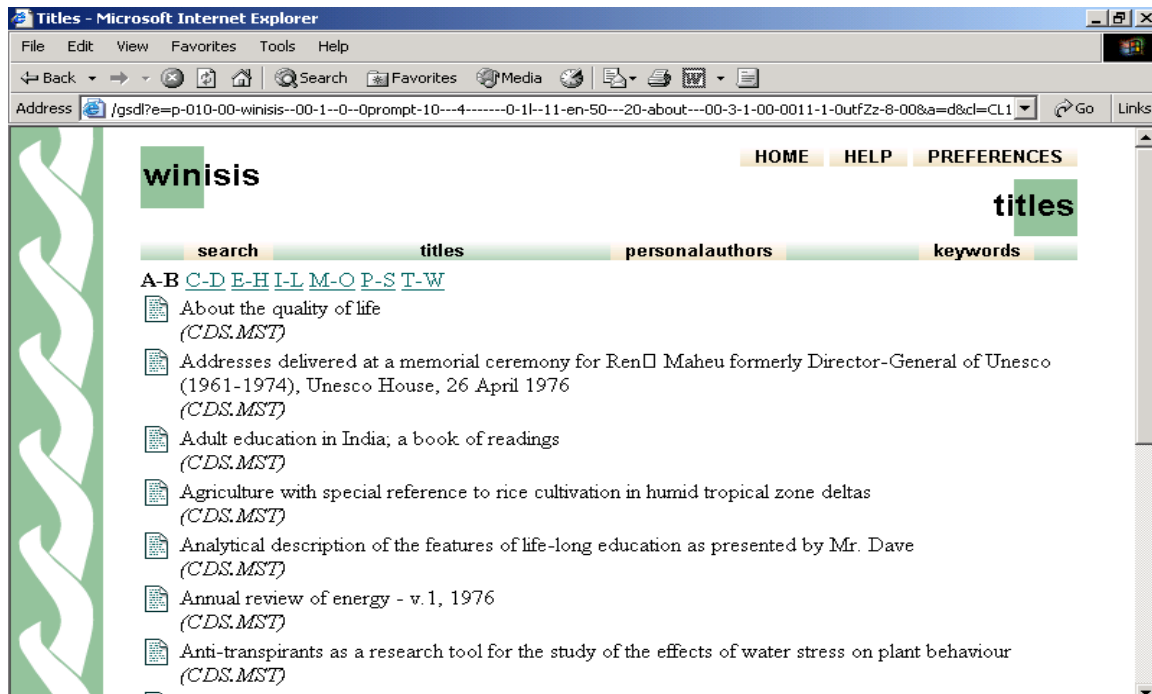 Titles - Microsoft Internet Explorer
File Edit View Favorites Tools Help
Back Search Favorites Media
Address /gsdl?e=p-010-00-winisis--00-1--0--0prompt-10---4-------0-1l--11-en-50---20-about---00-3-1-00-0011-1-0utfZz-8-00&a=d&cl=CL1 Go Links
HOME HELP PREFERENCES
winisis
titles
search titles personalauthors keywords
A-B C-D E-H I-L M-O P-S T-W
About the quality of life
(CDS.MST)
Addresses delivered at a memorial ceremony for Ren□ Maheu formerly Director-General of Unesco
(1961-1974), Unesco House, 26 April 1976
(CDS.MST)
Adult education in India; a book of readings
(CDS.MST)
Agriculture with special reference to rice cultivation in humid tropical zone deltas
(CDS.MST)
Analytical description of the features of life-long education as presented by Mr. Dave
(CDS.MST)
Annual review of energy - v.1, 1976
(CDS.MST)
Anti-transpirants as a research tool for the study of the effects of water stress on plant behaviour
(CDS.MST)